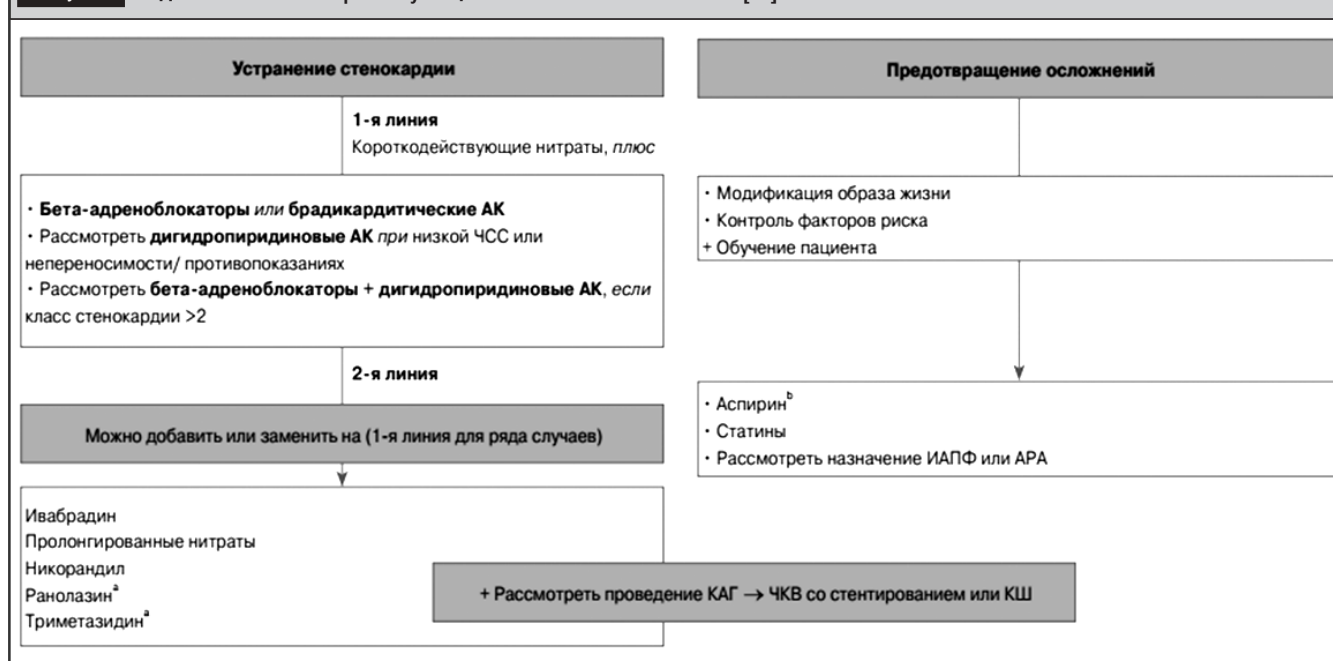 Устранение стенокардии
1-я линия
Короткодействующие нитраты, плюс
· Бета-адреноблокаторы или брадикардитические АК
· Рассмотреть дигидропиридиновые АК при низкой ЧСС или
непереносимости/ противопоказаниях
· Рассмотреть бета-адреноблокаторы + дигидропиридиновые АК, если
класс стенокардии >2
2-я линия
Можно добавить или заменить на (1-я линия для ряда случаев)
Ивабрадин
Пролонгированные нитраты
Никорандил
Ранолазинᵃ
Триметазидинᵃ
+ Рассмотреть проведение КАГ → ЧКВ со стентированием или КШ
Предотвращение осложнений
· Модификация образа жизни
· Контроль факторов риска
+ Обучение пациента
· Аспиринᵇ
· Статины
· Рассмотреть назначение ИАПФ или АРА